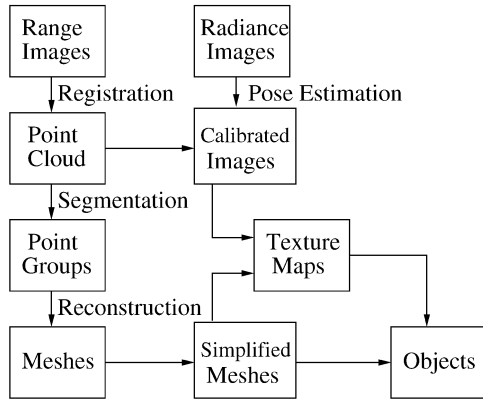 Range
Images
Radiance
Images
Registration
Pose Estimation
Point
Cloud
Calibrated
Images
Segmentation
Point
Groups
Texture
Maps
Reconstruction
Meshes
Simplified
Meshes
Objects